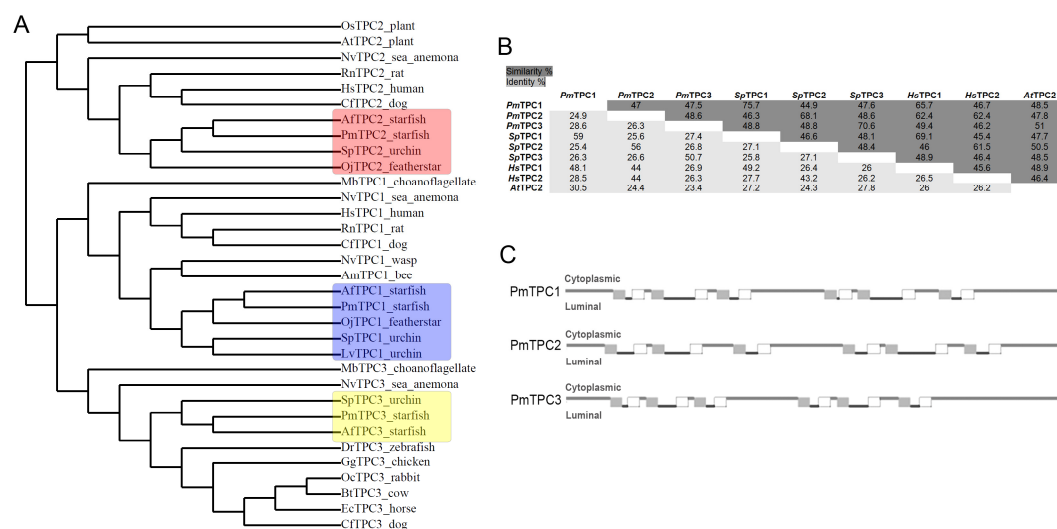 A
OsTPC2_plant
AtTPC2_plant
NvTPC2_sea_anemona
RnTPC2_rat
HsTPC2_human
CfTPC2_dog
AfTPC2_starfish
PmTPC2_starfish
SpTPC2_urchin
OjTPC2_featherstar
MbTPC1_choanoflagellate
NvTPC1_sea_anemona
HsTPC1_human
RnTPC1_rat
CfTPC1_dog
NvTPC1_wasp
AmTPC1_bee
AfTPC1_starfish
PmTPC1_starfish
OjTPC1_featherstar
SpTPC1_urchin
LvTPC1_urchin
MbTPC3_choanoflagellate
NvTPC3_sea_anemona
SpTPC3_urchin
PmTPC3_starfish
AfTPC3_starfish
DrTPC3_zebrafish
GgTPC3_chicken
OcTPC3_rabbit
BtTPC3_cow
EcTPC3_horse
CfTPC3_dog
B
Similarity %
Identity %
PmTPC1 PmTPC2 PmTPC3 SpTPC1 SpTPC2 SpTPC3 HsTPC1 HsTPC2 AtTPC2
PmTPC1 47 47.5 75.7 44.9 47.6 65.7 46.7 48.5
PmTPC2 24.9 48.6 46.3 68.1 48.6 62.4 62.4 47.8
PmTPC3 28.6 26.3 48.8 48.8 70.6 49.4 46.2 51
SpTPC1 59 25.6 27.4 46.6 48.1 69.1 45.4 47.7
SpTPC2 25.4 56 26.8 27.1 48.4 46 61.5 50.5
SpTPC3 26.3 26.6 50.7 25.8 27.1 48.9 46.4 48.5
HsTPC1 48.1 44 26.9 49.2 26.4 26 45.6 48.9
HsTPC2 28.5 44 26.3 27.7 43.2 26.2 26.5 46.4
AtTPC2 30.5 24.4 23.4 27.2 24.3 27.8 26 26.2
C
Cytoplasmic
PmTPC1
Luminal
Cytoplasmic
PmTPC2
Luminal
Cytoplasmic
PmTPC3
Luminal